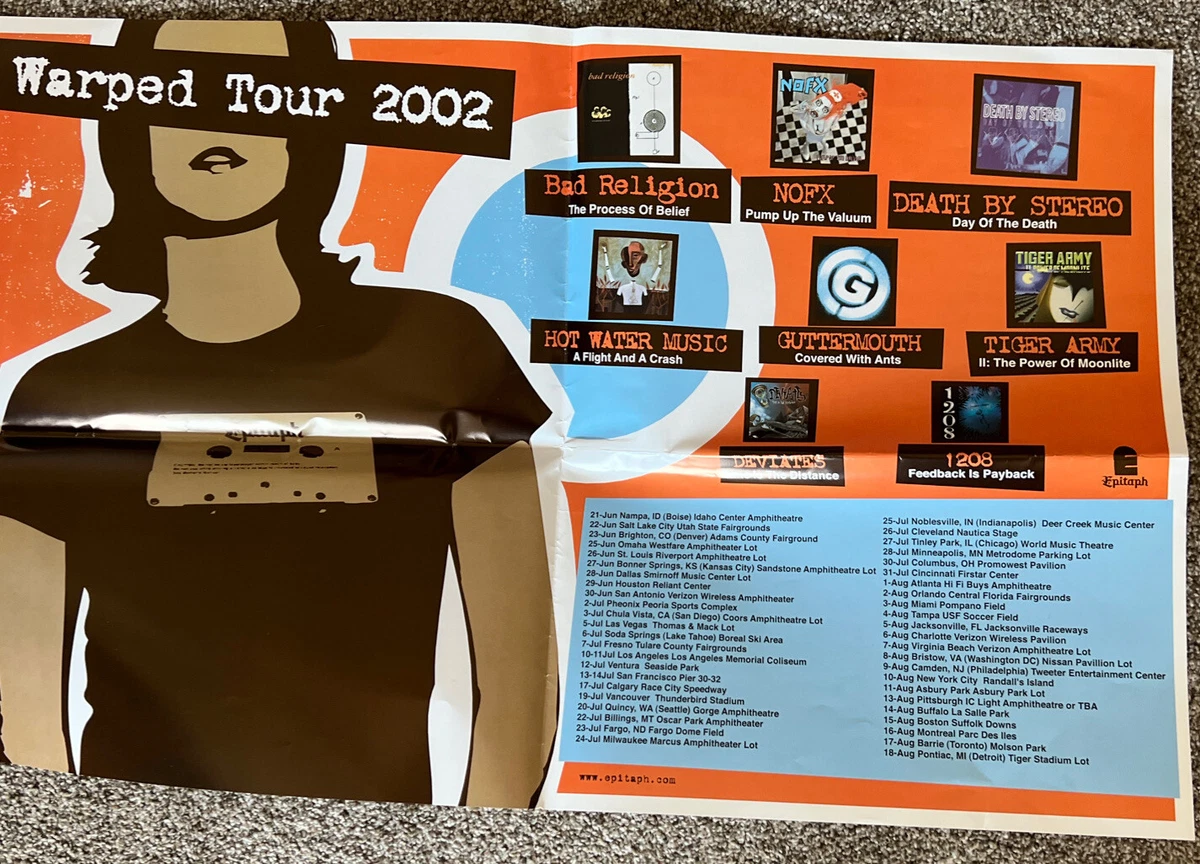 Warped Tour 2002
bad religion
NOFX
DEATH BY STEREO
Bad Religion
The Process Of Belief
NOFX
Pump Up The Valuum
DEATH BY STEREO
Day Of The Death
TIGER ARMY
II: POWER OF MOONLITE
G
HOT WATER MUSIC
A Flight And A Crash
GUTTERMOUTH
Covered With Ants
TIGER ARMY
II: The Power Of Moonlite
1208
DEVIATES
The Distance
1208
Feedback Is Payback
Epitaph
Epitaph
21-Jun Nampa, ID (Boise) Idaho Center Amphitheatre
22-Jun Salt Lake City Utah State Fairgrounds
23-Jun Brighton, CO (Denver) Adams County Fairground
25-Jun Omaha Westfare Amphitheater Lot
26-Jun St. Louis Riverport Amphitheatre Lot
27-Jun Bonner Springs, KS (Kansas City) Sandstone Amphitheatre Lot
28-Jun Dallas Smirnoff Music Center Lot
29-Jun Houston Reliant Center
30-Jun San Antonio Verizon Wireless Amphitheater
2-Jul Pheonix Peoria Sports Complex
3-Jul Chula Vista, CA (San Diego) Coors Amphitheatre Lot
5-Jul Las Vegas Thomas & Mack Lot
6-Jul Soda Springs (Lake Tahoe) Boreal Ski Area
7-Jul Fresno Tulare County Fairgrounds
10-11Jul Los Angeles Los Angeles Memorial Coliseum
12-Jul Ventura Seaside Park
13-14Jul San Francisco Pier 30-32
17-Jul Calgary Race City Speedway
19-Jul Vancouver Thunderbird Stadium
20-Jul Quincy, WA (Seattle) Gorge Amphitheatre
22-Jul Billings, MT Oscar Park Amphitheater
23-Jul Fargo, ND Fargo Dome Field
24-Jul Milwaukee Marcus Amphitheater Lot
25-Jul Noblesville, IN (Indianapolis) Deer Creek Music Center
26-Jul Cleveland Nautica Stage
27-Jul Tinley Park, IL (Chicago) World Music Theatre
28-Jul Minneapolis, MN Metrodome Parking Lot
30-Jul Columbus, OH Promowest Pavilion
31-Jul Cincinnati Firstar Center
1-Aug Atlanta Hi Fi Buys Amphitheatre
2-Aug Orlando Central Florida Fairgrounds
3-Aug Miami Pompano Field
4-Aug Tampa USF Soccer Field
5-Aug Jacksonville, FL Jacksonville Raceways
6-Aug Charlotte Verizon Wireless Pavilion
7-Aug Virginia Beach Verizon Amphitheatre Lot
8-Aug Bristow, VA (Washington DC) Nissan Pavillion Lot
9-Aug Camden, NJ (Philadelphia) Tweeter Entertainment Center
10-Aug New York City Randall's Island
11-Aug Asbury Park Asbury Park Lot
13-Aug Pittsburgh IC Light Amphitheatre or TBA
14-Aug Buffalo La Salle Park
15-Aug Boston Suffolk Downs
16-Aug Montreal Parc Des Iles
17-Aug Barrie (Toronto) Molson Park
18-Aug Pontiac, MI (Detroit) Tiger Stadium Lot
www.epitaph.com